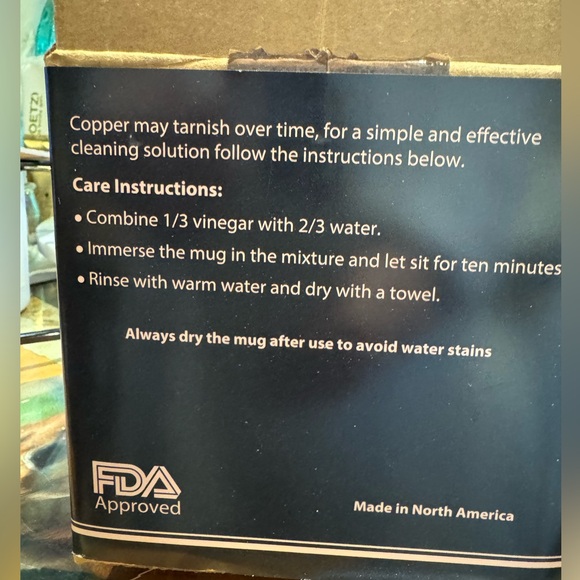 OETZI
Copper may tarnish over time, for a simple and effective
cleaning solution follow the instructions below.
Care Instructions:
• Combine 1/3 vinegar with 2/3 water.
• Immerse the mug in the mixture and let sit for ten minutes
• Rinse with warm water and dry with a towel.
Always dry the mug after use to avoid water stains
FDA
Approved
Made in North America